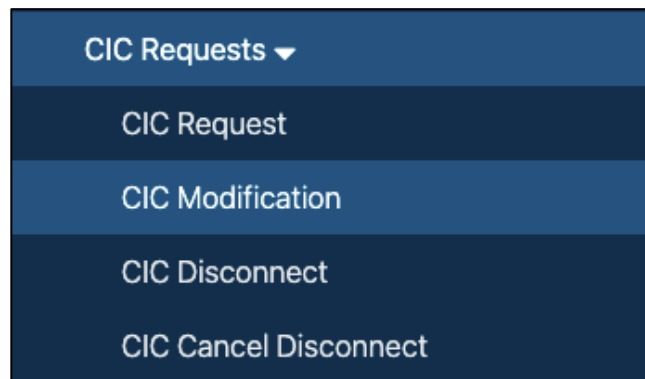 CIC Requests
CIC Request
CIC Modification
CIC Disconnect
CIC Cancel Disconnect